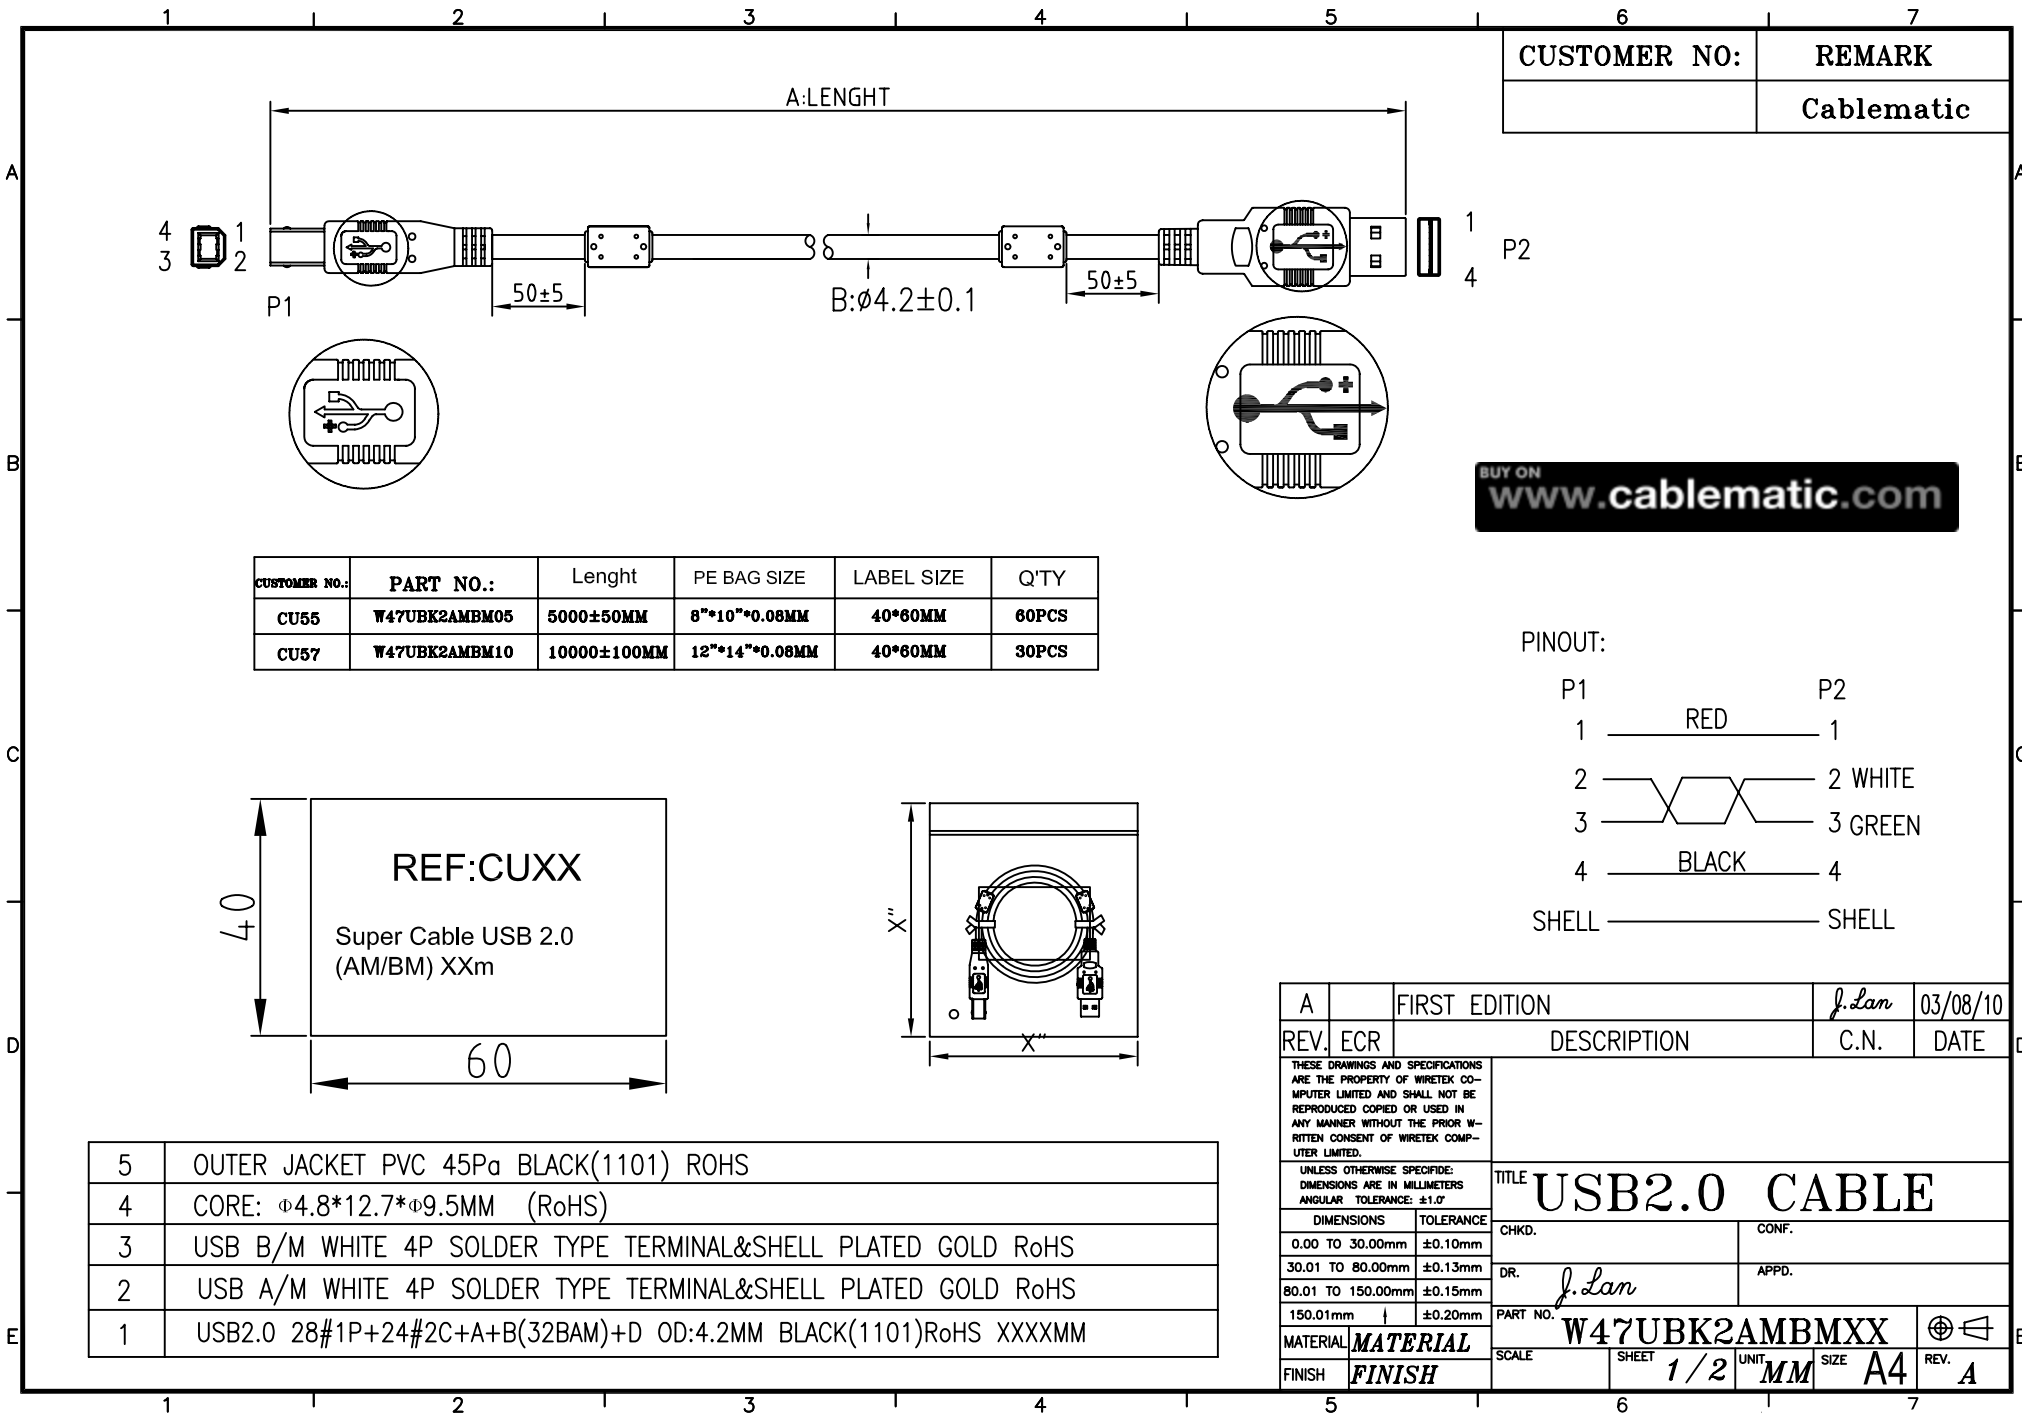 1 2 3 4 5 6 7
CUSTOMER NO: REMARK
Cablematic
A:LENGHT
A A
4 1
3 2
P1
50±5
B:ø4.2±0.1
50±5
1
4
P2
B
BUY ON
www.cablematic.com
CUSTOMER NO.: PART NO.: Lenght PE BAG SIZE LABEL SIZE Q'TY
CU55 W47UBK2AMBM05 5000±50MM 8"*10"*0.08MM 40*60MM 60PCS
CU57 W47UBK2AMBM10 10000±100MM 12"*14"*0.08MM 40*60MM 30PCS
PINOUT:
P1 P2
1 RED 1
2 2 WHITE
3 3 GREEN
4 BLACK 4
SHELL SHELL
C
REF:CUXX
Super Cable USB 2.0
(AM/BM) XXm
40
60
X"
X"
D
A FIRST EDITION J.Lan 03/08/10
REV. ECR DESCRIPTION C.N. DATE
THESE DRAWINGS AND SPECIFICATIONS
ARE THE PROPERTY OF WIRETEK CO-
MPUTER LIMITED AND SHALL NOT BE
REPRODUCED COPIED OR USED IN
ANY MANNER WITHOUT THE PRIOR W-
RITTEN CONSENT OF WIRETEK COMP-
UTER LIMITED.
UNLESS OTHERWISE SPECIFIDE:
DIMENSIONS ARE IN MILLIMETERS
ANGULAR TOLERANCE: ±1.0°
DIMENSIONS TOLERANCE
0.00 TO 30.00mm ±0.10mm
30.01 TO 80.00mm ±0.13mm
80.01 TO 150.00mm ±0.15mm
150.01mm ±0.20mm
MATERIAL MATERIAL
FINISH FINISH
TITLE USB2.0 CABLE
CHKD. CONF.
DR. J.Lan APPD.
PART NO. W47UBK2AMBMXX
SCALE SHEET 1/2 UNIT MM SIZE A4 REV. A
5 OUTER JACKET PVC 45Pa BLACK(1101) ROHS
4 CORE: Φ4.8*12.7*Φ9.5MM (RoHS)
3 USB B/M WHITE 4P SOLDER TYPE TERMINAL&SHELL PLATED GOLD RoHS
2 USB A/M WHITE 4P SOLDER TYPE TERMINAL&SHELL PLATED GOLD RoHS
1 USB2.0 28#1P+24#2C+A+B(32BAM)+D OD:4.2MM BLACK(1101)RoHS XXXXMM
E
1 2 3 4 5 6 7